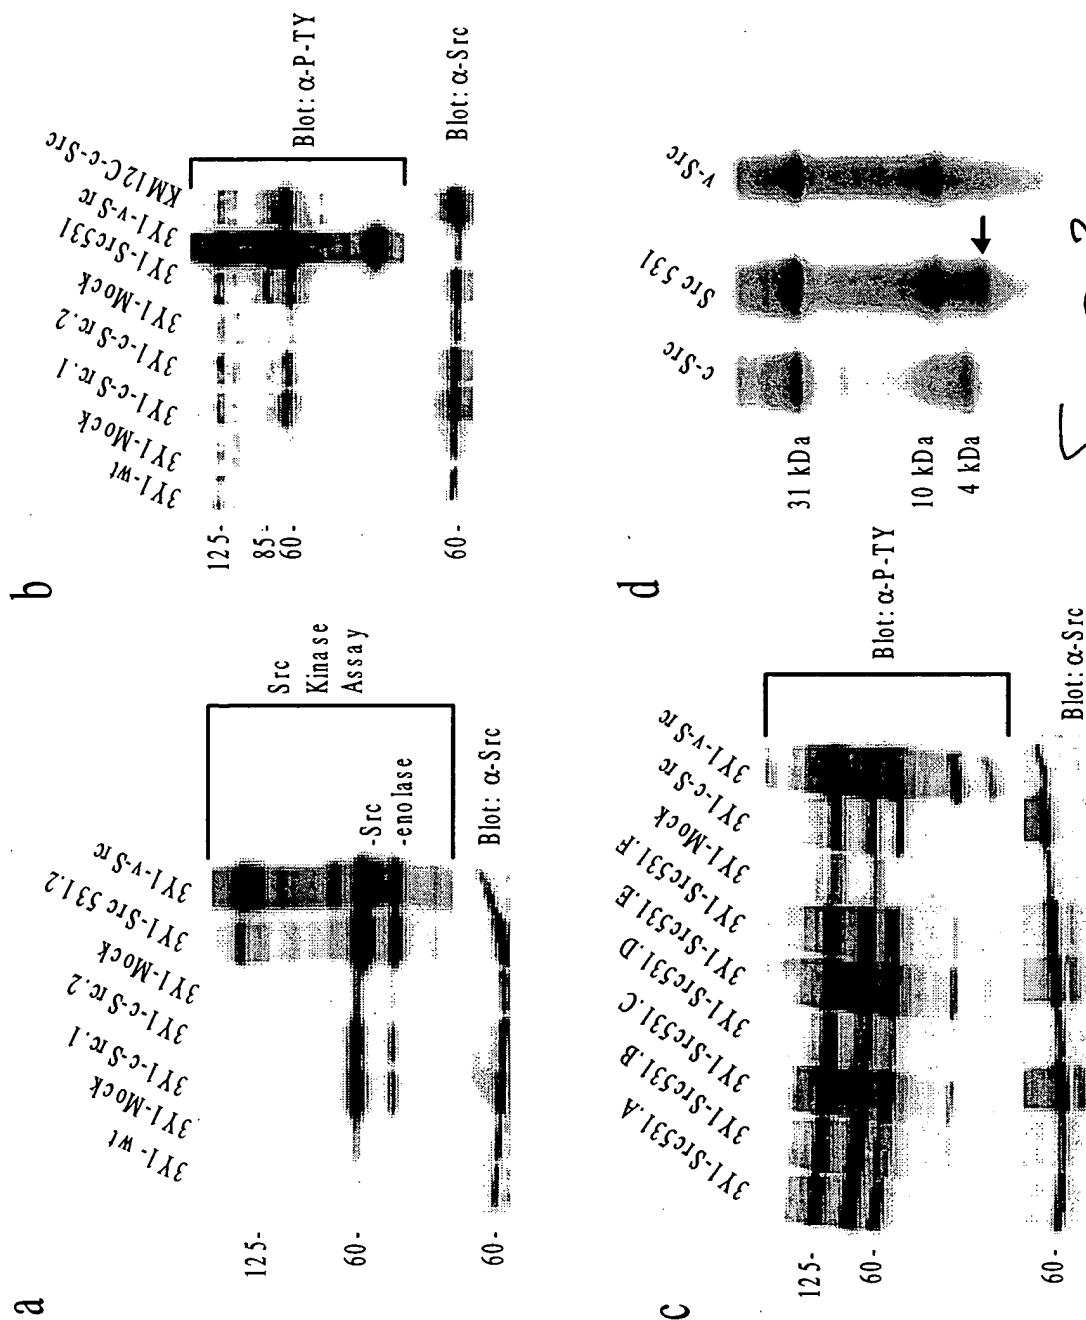 a
3Y1-wt
3Y1-Mock
3Y1-c-Src.1
3Y1-c-Src.2
3Y1-Mock
3Y1-Src 531.2
3Y1-v-Src
125-
60-
Src
Kinase
Assay
-Src
-enolase
60-
Blot: α-Src
b
3Y1-wt
3Y1-Mock
3Y1-c-Src.1
3Y1-c-Src.2
3Y1-Mock
3Y1-Src531
3Y1-v-Src
KM12C-c-Src
125-
85-
60-
Blot: α-P-TY
60-
Blot: α-Src
c
3Y1-Src531.A
3Y1-Src531.B
3Y1-Src531.C
3Y1-Src531.D
3Y1-Src531.E
3Y1-Src531.F
3Y1-Mock
3Y1-c-Src
3Y1-v-Src
125-
60-
Blot: α-P-TY
60-
Blot: α-Src
d
c-Src
Src 531
v-Src
31 kDa
10 kDa
4 kDa